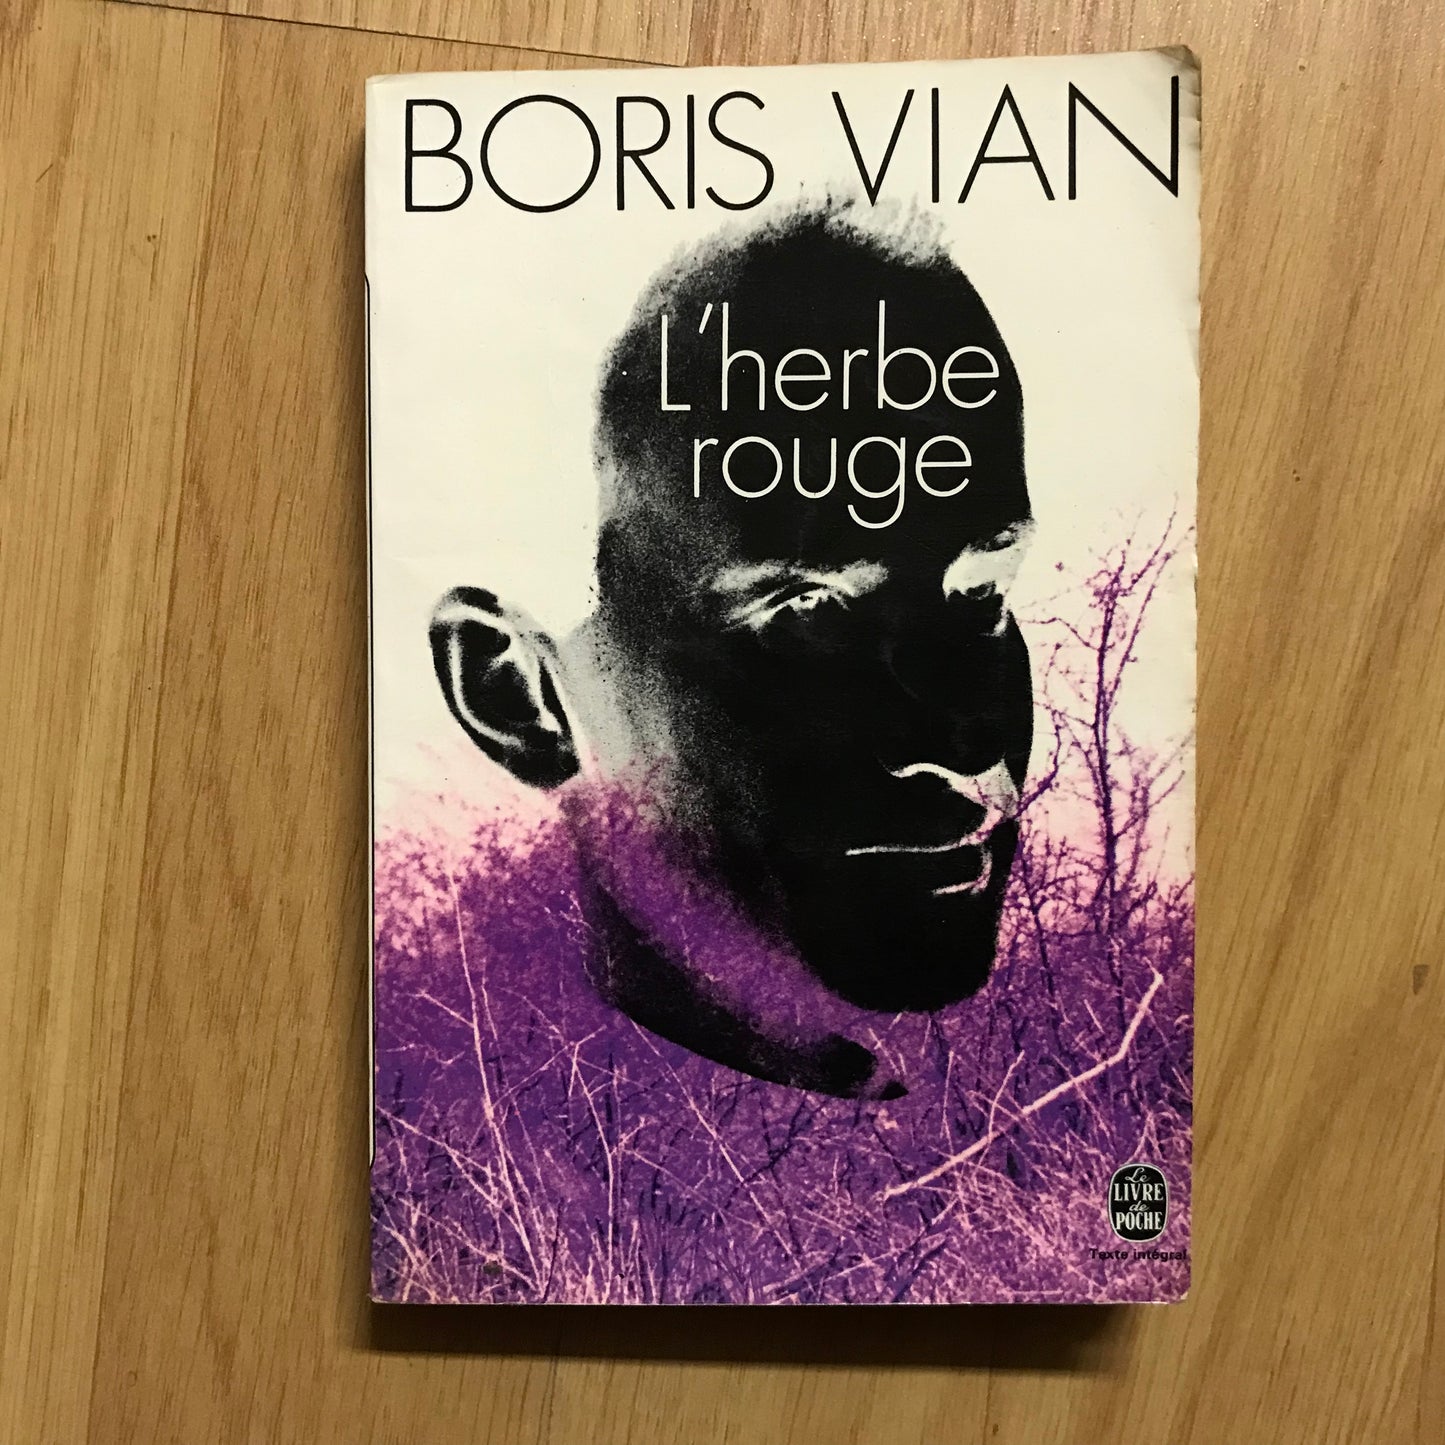 BORIS VIAN
L'herbe
rouge
Le
LIVRE
de
POCHE
Texte intégral